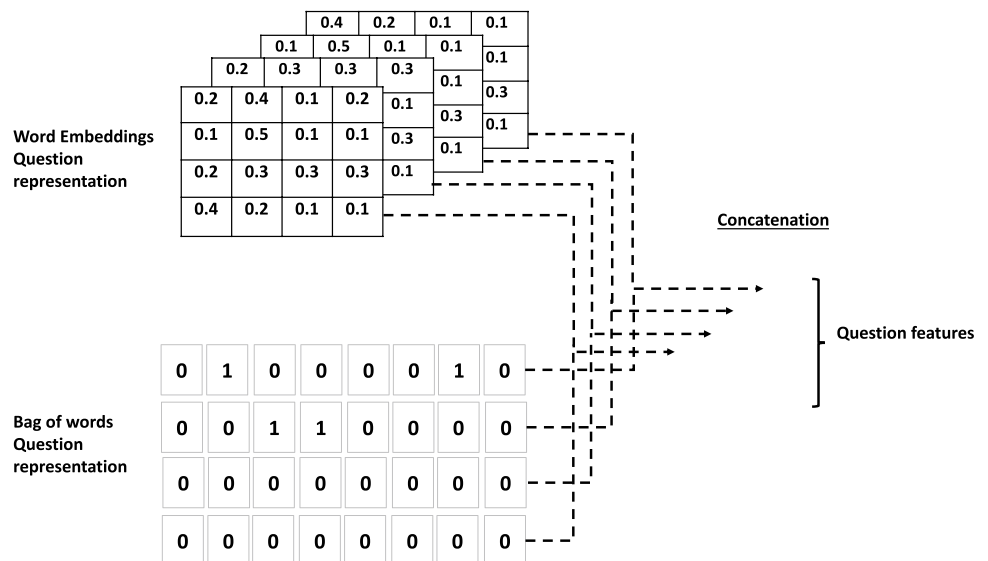 0.4 0.2 0.1 0.1
0.1 0.5 0.1 0.1
0.1
0.2 0.3 0.3 0.3
0.1
0.3
0.2 0.4 0.1 0.2
0.1
0.3
0.1
Word Embeddings
Question
representation
0.1 0.5 0.1 0.1
0.3
0.1
0.2 0.3 0.3 0.3
0.1
0.4 0.2 0.1 0.1
Concatenation
Question features
0 1 0 0 0 0 1 0
Bag of words
Question
representation
0 0 1 1 0 0 0 0
0 0 0 0 0 0 0 0
0 0 0 0 0 0 0 0